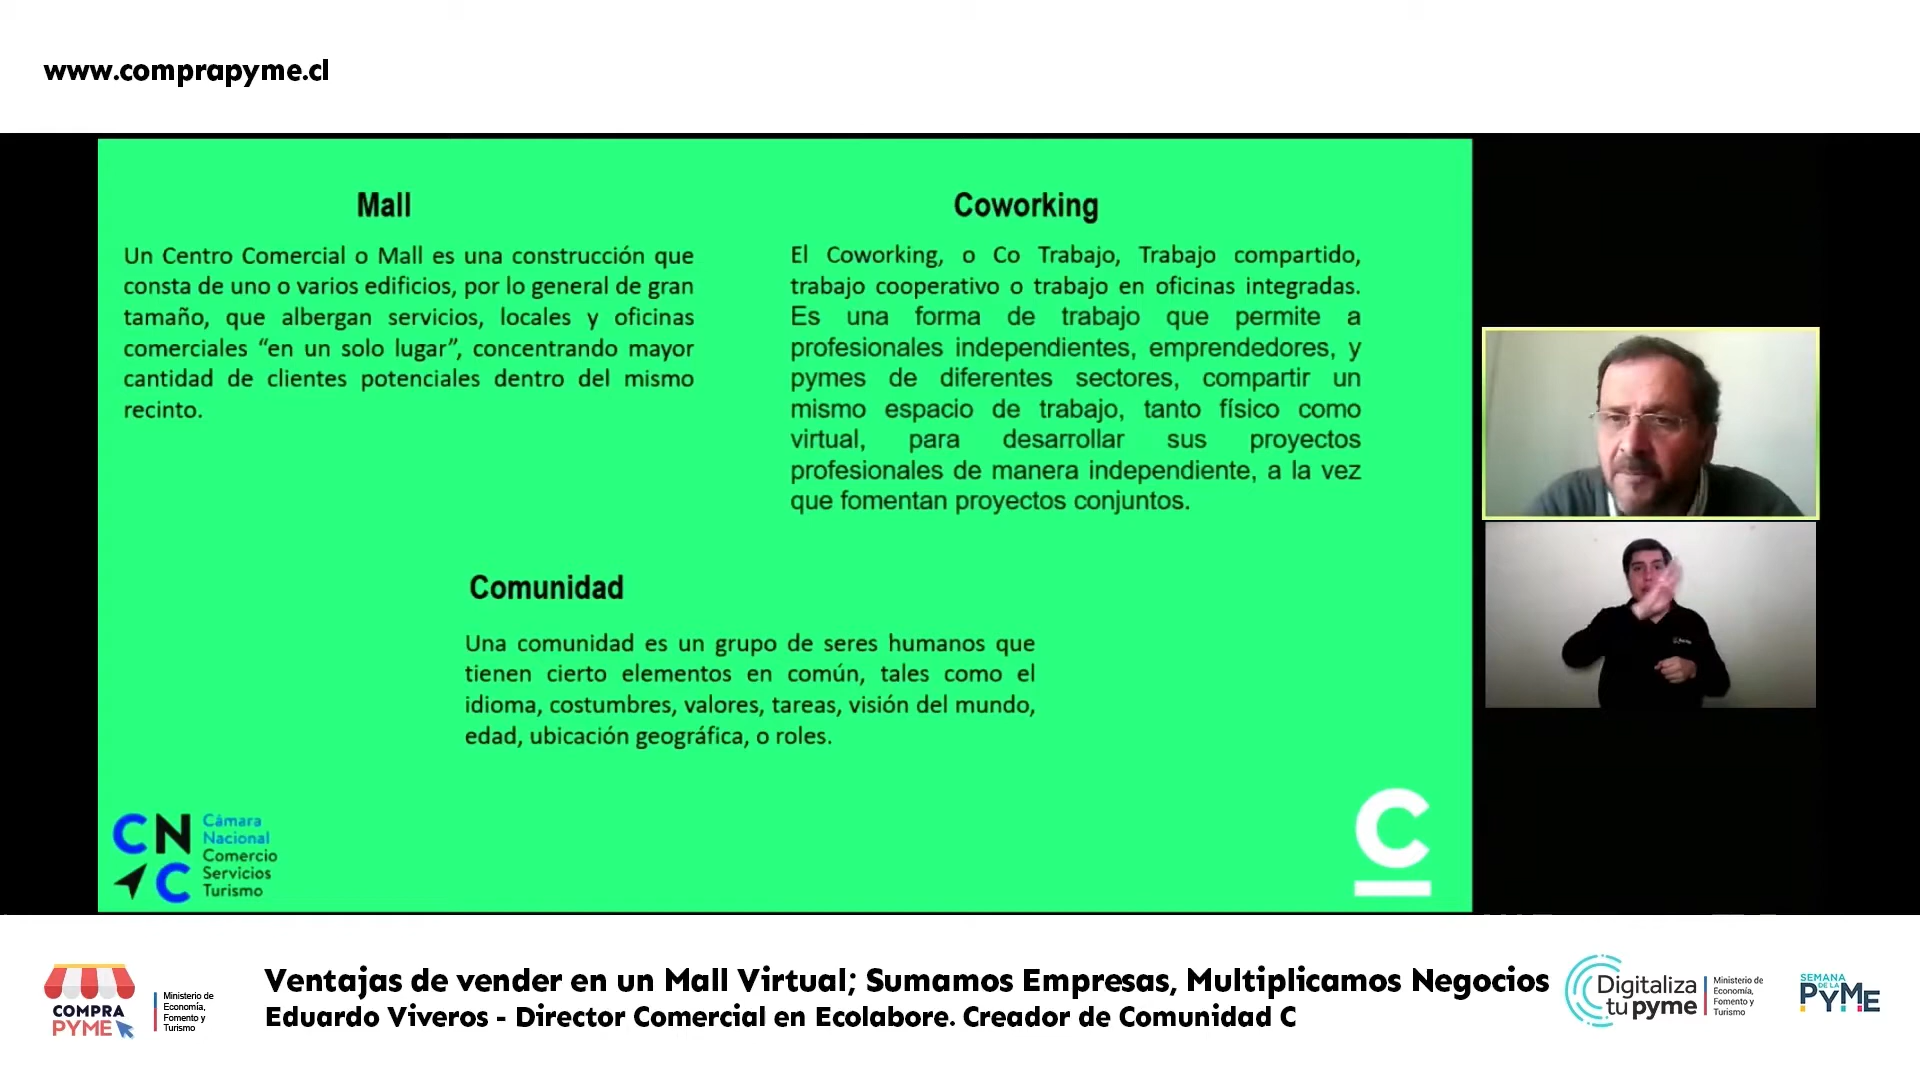 www.comprapyme.cl
Mall
Un Centro Comercial o Mall es una construcción que
consta de uno o varios edificios, por lo general de gran
tamaño, que albergan servicios, locales y oficinas
comerciales “en un solo lugar”, concentrando mayor
cantidad de clientes potenciales dentro del mismo
recinto.
Coworking
El Coworking, o Co Trabajo, Trabajo compartido,
trabajo cooperativo o trabajo en oficinas integradas.
Es una forma de trabajo que permite a
profesionales independientes, emprendedores, y
pymes de diferentes sectores, compartir un
mismo espacio de trabajo, tanto físico como
virtual, para desarrollar sus proyectos
profesionales de manera independiente, a la vez
que fomentan proyectos conjuntos.
Comunidad
Una comunidad es un grupo de seres humanos que
tienen cierto elementos en común, tales como el
idioma, costumbres, valores, tareas, visión del mundo,
edad, ubicación geográfica, o roles.
CN
C
Cámara
Nacional
Comercio
Servicios
Turismo
C
COMPRA
PYME
Ministerio de
Economía,
Fomento y
Turismo
Ventajas de vender en un Mall Virtual; Sumamos Empresas, Multiplicamos Negocios
Eduardo Viveros - Director Comercial en Ecolabore. Creador de Comunidad C
Digitaliza
tu pyme
Ministerio de
Economía,
Fomento y
Turismo
SEMANA
DE LA
PYME